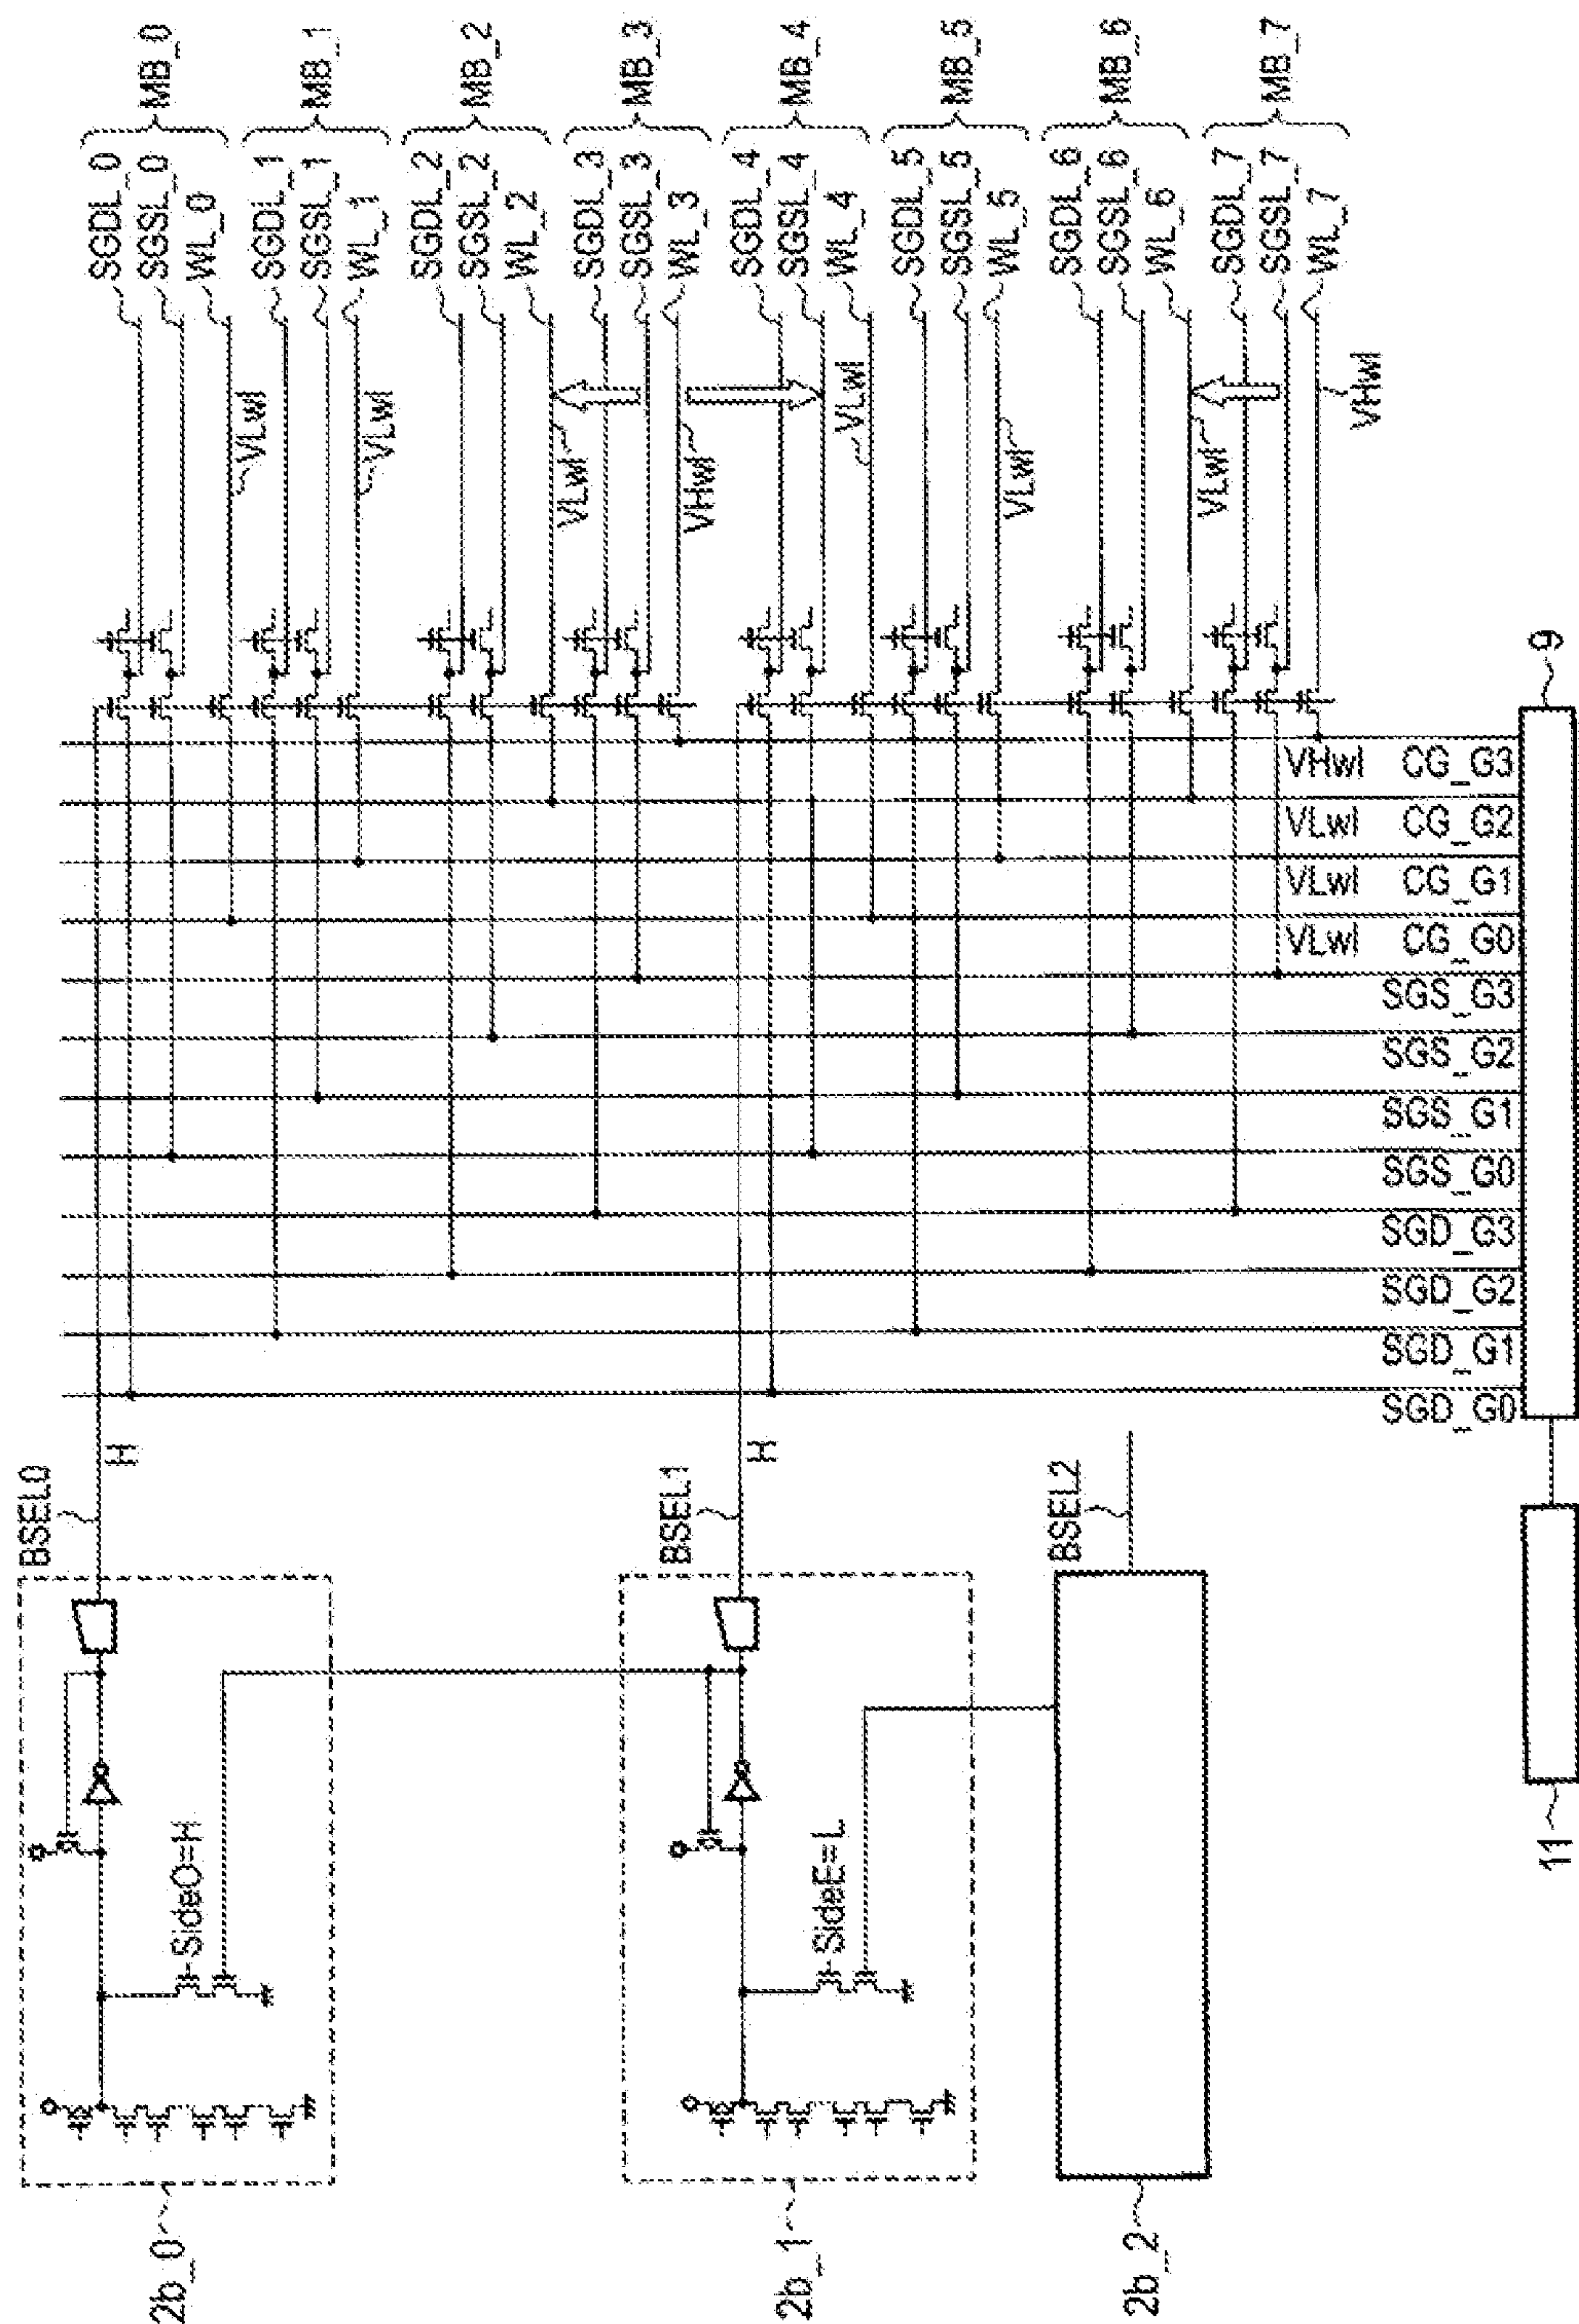 2b_0
BSEL0
H
SideO=H
2b_1
BSEL1
H
SideE=L
2b_2
BSEL2
11
9
SGD_G0
SGD_G1
SGD_G2
SGD_G3
SGS_G0
SGS_G1
SGS_G2
SGS_G3
VLwl CG_G0
VLwl CG_G1
VLwl CG_G2
VHwl CG_G3
VLwl
VLwl
VLwl
VHwl
VLwl
VLwl
VLwl
VHwl
SGDL_0
SGSL_0
WL_0
MB_0
SGDL_1
SGSL_1
WL_1
MB_1
SGDL_2
SGSL_2
WL_2
MB_2
SGDL_3
SGSL_3
WL_3
MB_3
SGDL_4
SGSL_4
WL_4
MB_4
SGDL_5
SGSL_5
WL_5
MB_5
SGDL_6
SGSL_6
WL_6
MB_6
SGDL_7
SGSL_7
WL_7
MB_7